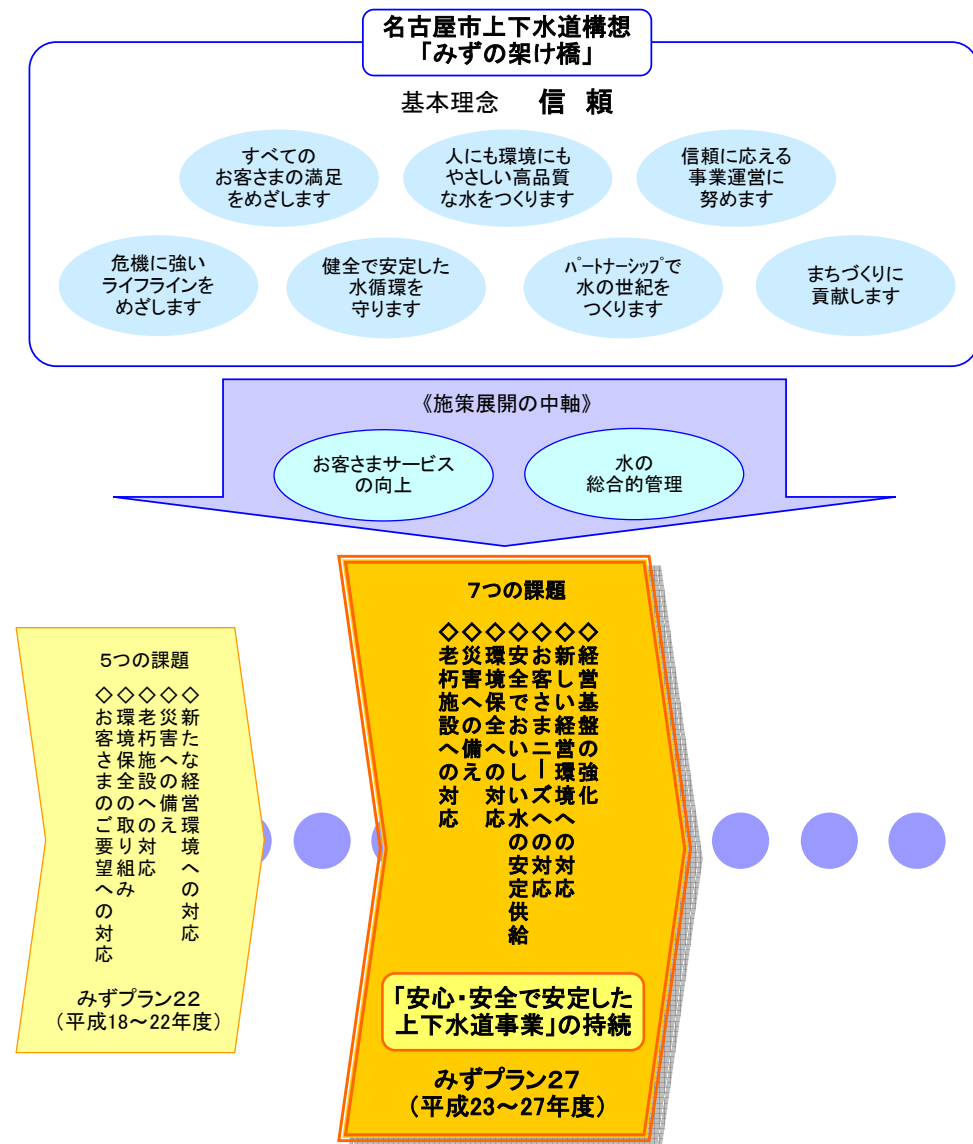 名古屋市上下水道構想
「みずの架け橋」
基本理念　信 頼
すべての
お客さまの満足
をめざします
人にも環境にも
やさしい高品質
な水をつくります
信頼に応える
事業運営に
努めます
危機に強い
ライフラインを
めざします
健全で安定した
水循環を
守ります
ﾊﾟｰﾄﾅｰｼｯﾌﾟで
水の世紀を
つくります
まちづくりに
貢献します
《施策展開の中軸》
お客さまサービス
の向上
水の
総合的管理
5つの課題
◇新たな経営環境への対応
◇災害への備え
◇老朽施設への対応
◇環境保全の取り組み
◇お客さまのご要望への対応
みずプラン22
（平成18～22年度）
7つの課題
◇経営基盤の強化
◇新しい経営環境への対応
◇お客さまニーズへの対応
◇安全でおいしい水の安定供給
◇環境保全への対応
◇災害への備え
◇老朽施設への対応
「安心・安全で安定した
上下水道事業」の持続
みずプラン27
（平成23～27年度）